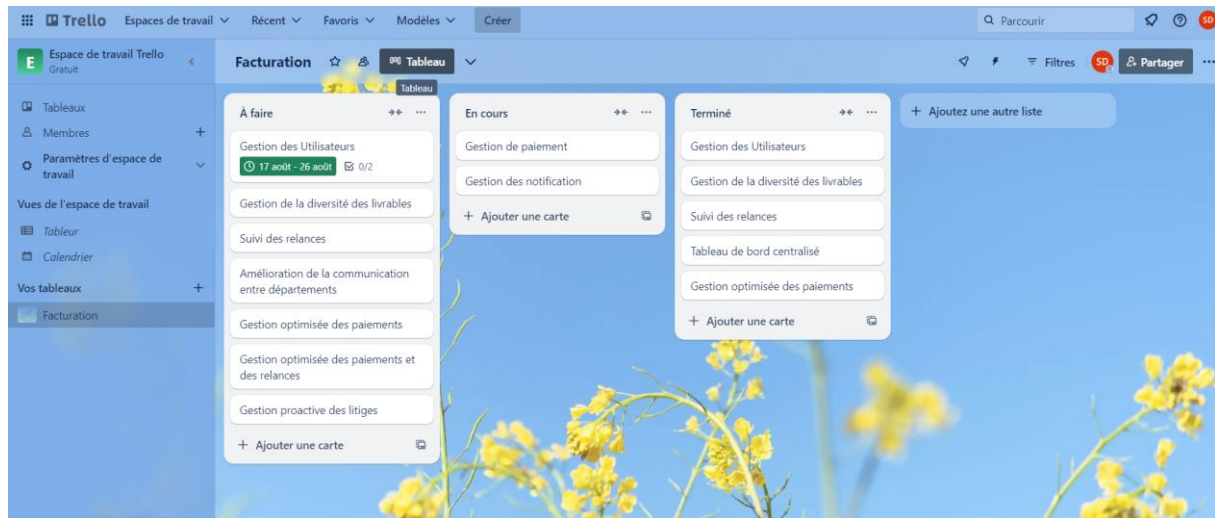 Trello Espaces de travail Récent Favoris Modèles Créer Parcourir SD
E Espace de travail Trello
Gratuit
Facturation Tableau Filtres SD Partager
Tableau
Tableaux
Membres
Paramètres d'espace de
travail
Vues de l'espace de travail
Tableur
Calendrier
Vos tableaux
Facturation
À faire
Gestion des Utilisateurs
17 août - 26 août 0/2
Gestion de la diversité des livrables
Suivi des relances
Amélioration de la communication
entre départements
Gestion optimisée des paiements
Gestion optimisée des paiements et
des relances
Gestion proactive des litiges
+ Ajouter une carte
En cours
Gestion de paiement
Gestion des notification
+ Ajouter une carte
Terminé
Gestion des Utilisateurs
Gestion de la diversité des livrables
Suivi des relances
Tableau de bord centralisé
Gestion optimisée des paiements
+ Ajouter une carte
+ Ajoutez une autre liste